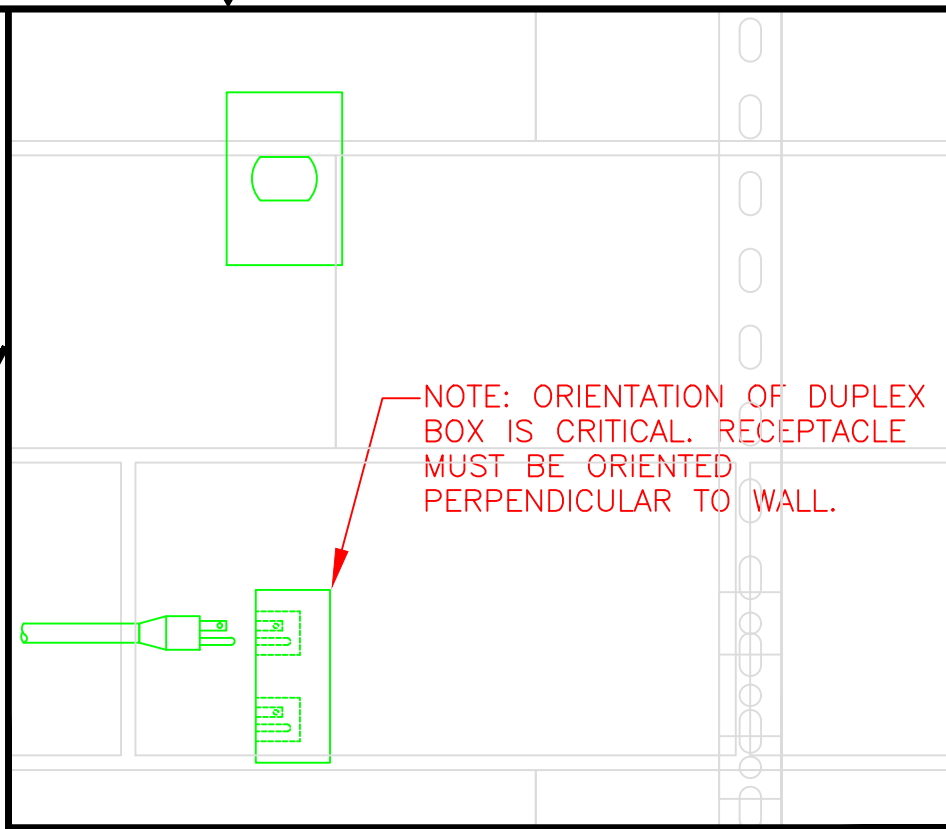 NOTE: ORIENTATION OF DUPLEX
BOX IS CRITICAL. RECEPTACLE
MUST BE ORIENTED
PERPENDICULAR TO WALL.